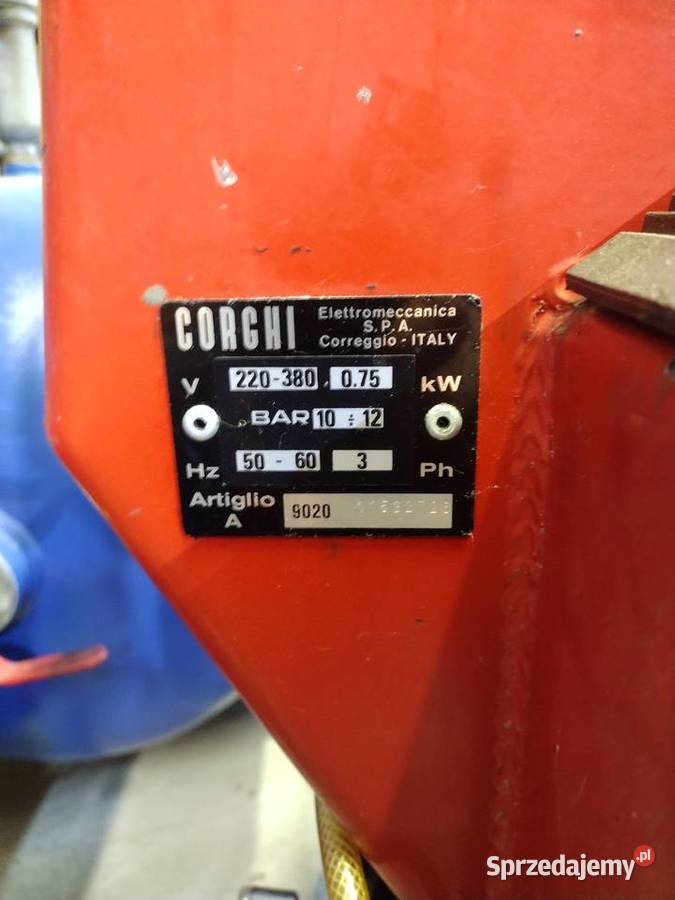 CORGHI Elettromeccanica
S.P.A.
Correggio - ITALY
V 220-380 0.75 kW
BAR 10 ÷ 12
Hz 50 - 60 3 Ph
Artiglio A 9020
Sprzedajemy.pl